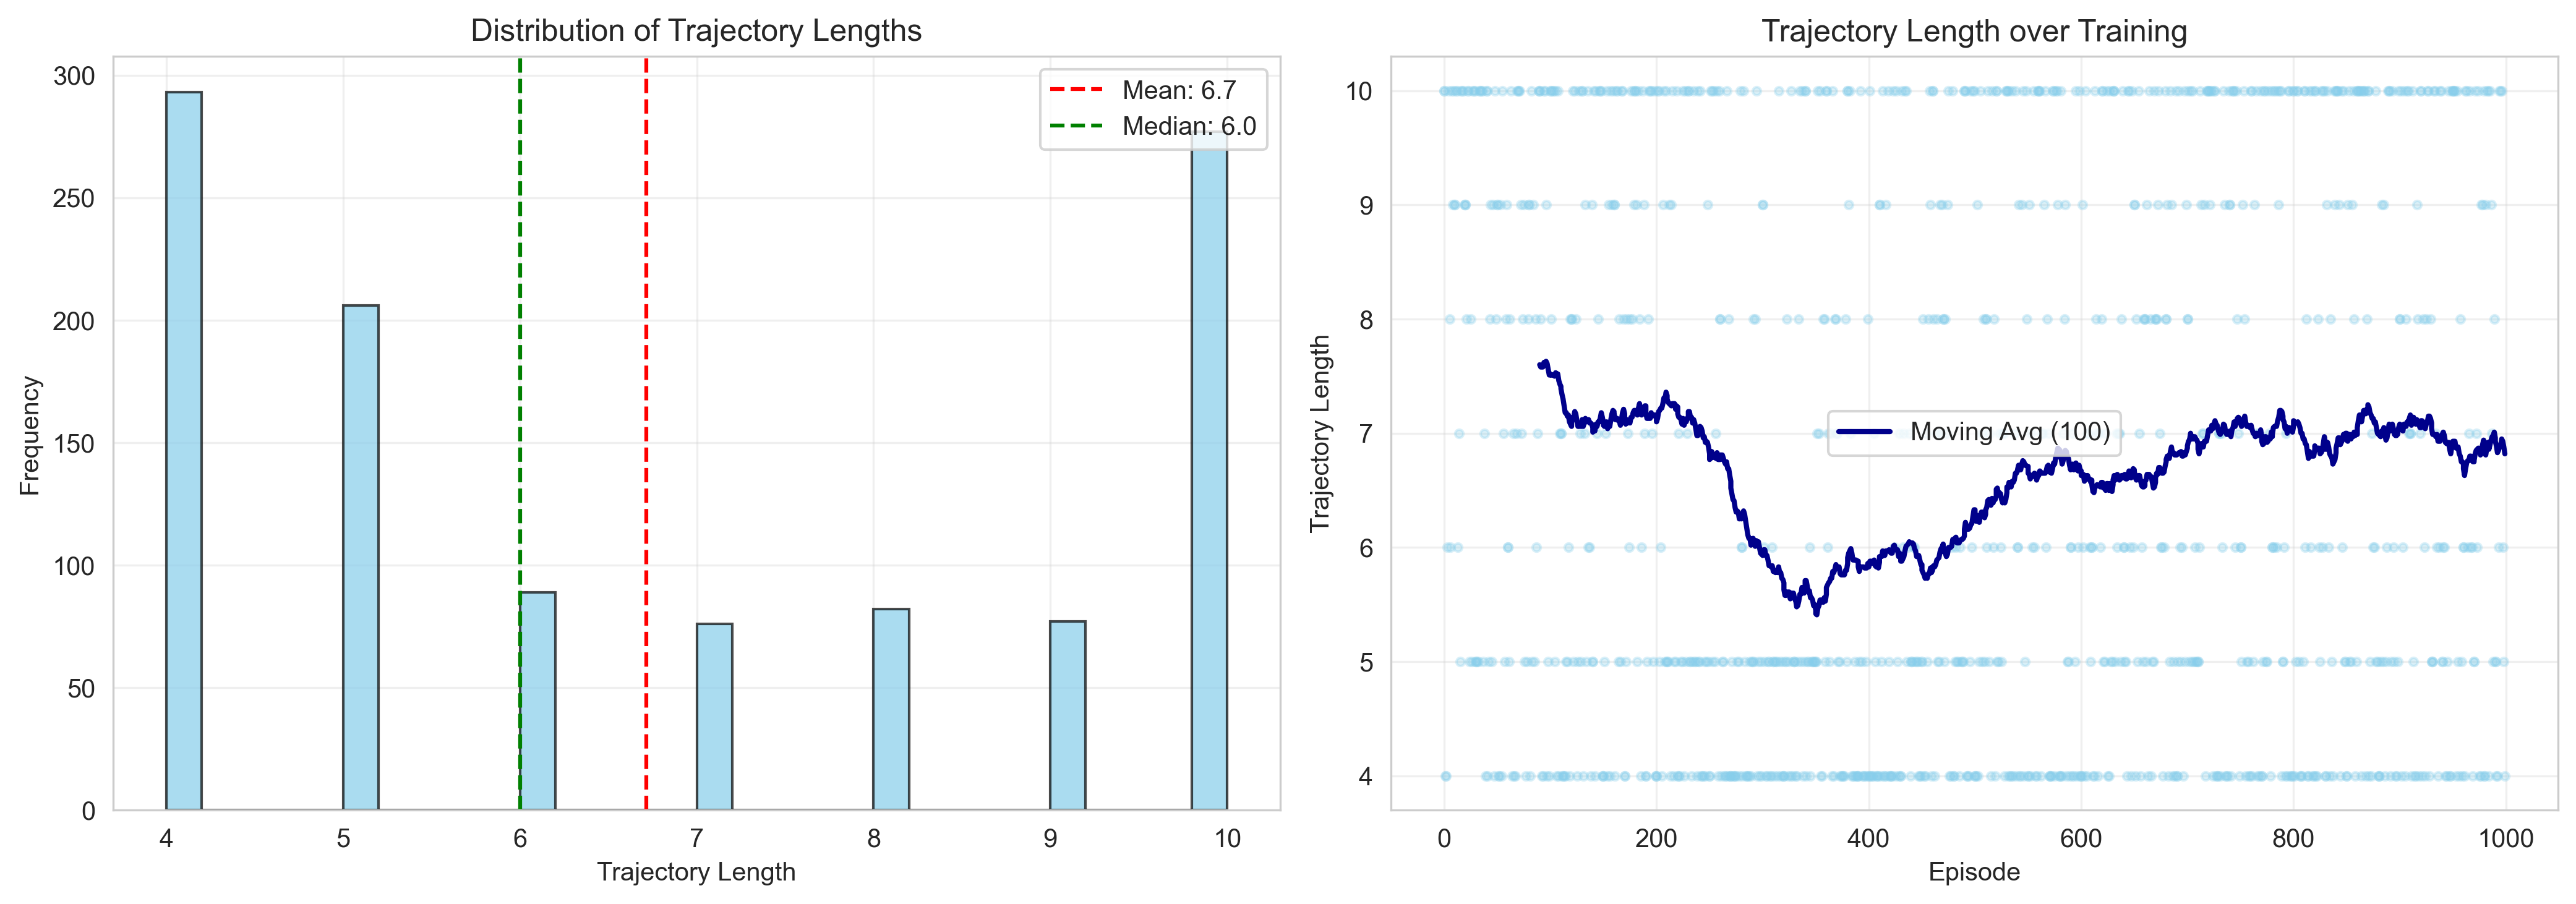 Distribution of Trajectory Lengths
Frequency
300
250
200
150
100
50
0
4 5 6 7 8 9 10
Trajectory Length
Mean: 6.7
Median: 6.0
Trajectory Length over Training
Trajectory Length
10
9
8
7
6
5
4
0 200 400 600 800 1000
Episode
Moving Avg (100)